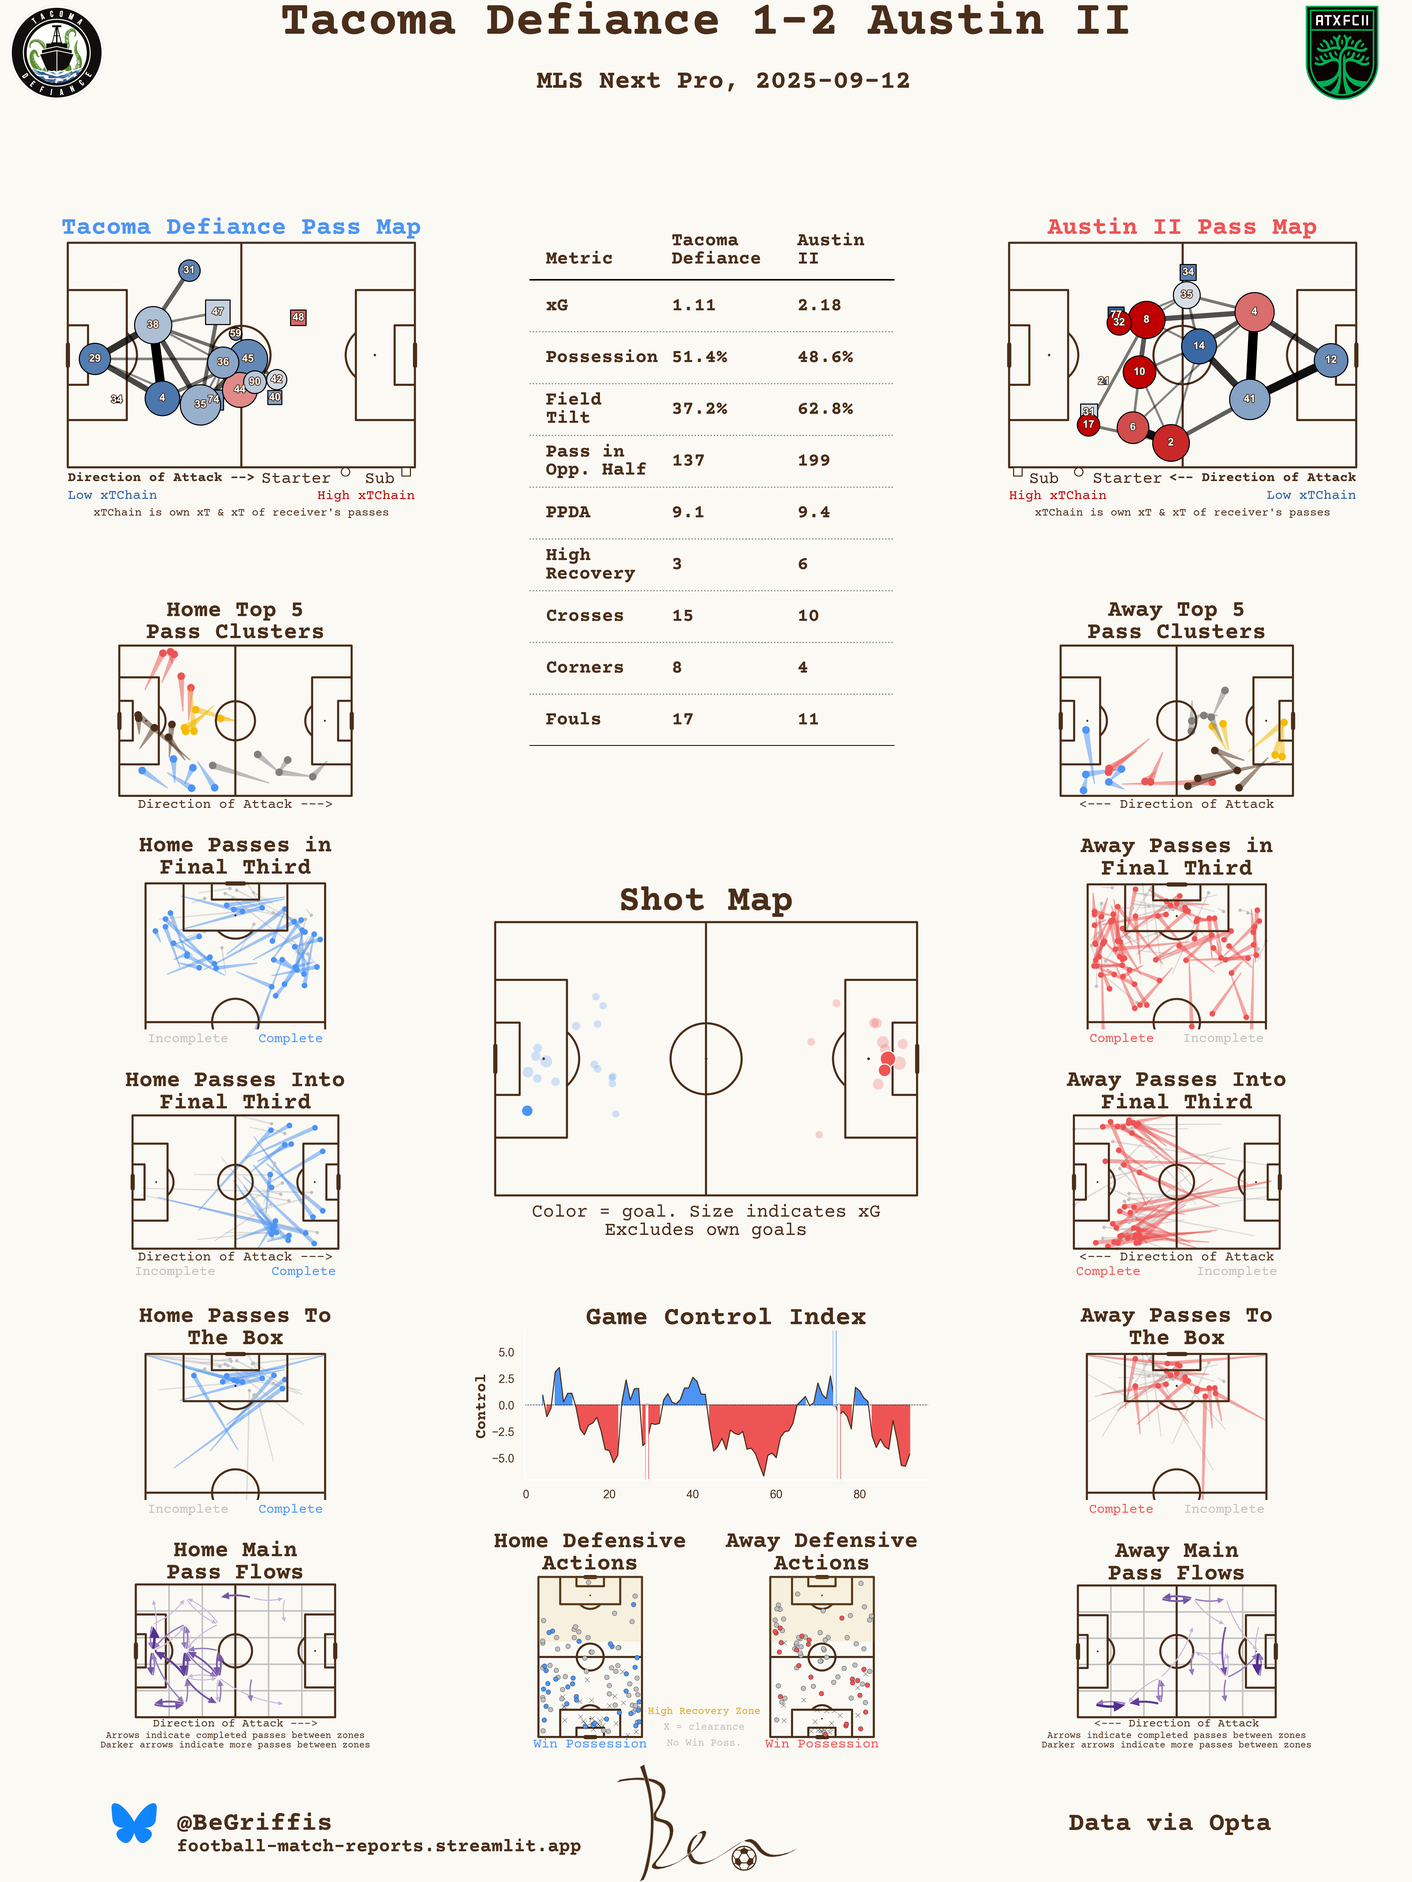 Tacoma Defiance 1-2 Austin II
MLS Next Pro, 2025-09-12
TACOMA
DEFIANCE
ATXFCII
Tacoma Defiance Pass Map
31
47
48
38
59
29
36
45
90
42
44
40
34
4
35
74
Direction of Attack --> Starter Sub
Low xTChain High xTChain
xTChain is own xT & xT of receiver's passes
Metric Tacoma Defiance Austin II
xG 1.11 2.18
Possession 51.4% 48.6%
Field Tilt 37.2% 62.8%
Pass in Opp. Half 137 199
PPDA 9.1 9.4
High Recovery 3 6
Crosses 15 10
Corners 8 4
Fouls 17 11
Austin II Pass Map
34
35
77
32
8
4
14
12
10
21
41
31
17
6
2
Sub Starter <-- Direction of Attack
High xTChain Low xTChain
xTChain is own xT & xT of receiver's passes
Home Top 5
Pass Clusters
Direction of Attack --->
Away Top 5
Pass Clusters
<--- Direction of Attack
Home Passes in
Final Third
Incomplete Complete
Away Passes in
Final Third
Complete Incomplete
Shot Map
Color = goal. Size indicates xG
Excludes own goals
Home Passes Into
Final Third
Direction of Attack --->
Incomplete Complete
Away Passes Into
Final Third
<--- Direction of Attack
Complete Incomplete
Home Passes To
The Box
Incomplete Complete
Game Control Index
Control
5.0
2.5
0.0
−2.5
−5.0
0 20 40 60 80
Away Passes To
The Box
Complete Incomplete
Home Main
Pass Flows
Direction of Attack --->
Arrows indicate completed passes between zones
Darker arrows indicate more passes between zones
Home Defensive
Actions
Win Possession
High Recovery Zone
X = clearance
No Win Poss.
Away Defensive
Actions
Win Possession
Away Main
Pass Flows
<--- Direction of Attack
Arrows indicate completed passes between zones
Darker arrows indicate more passes between zones
@BeGriffis
football-match-reports.streamlit.app
Ben
Data via Opta